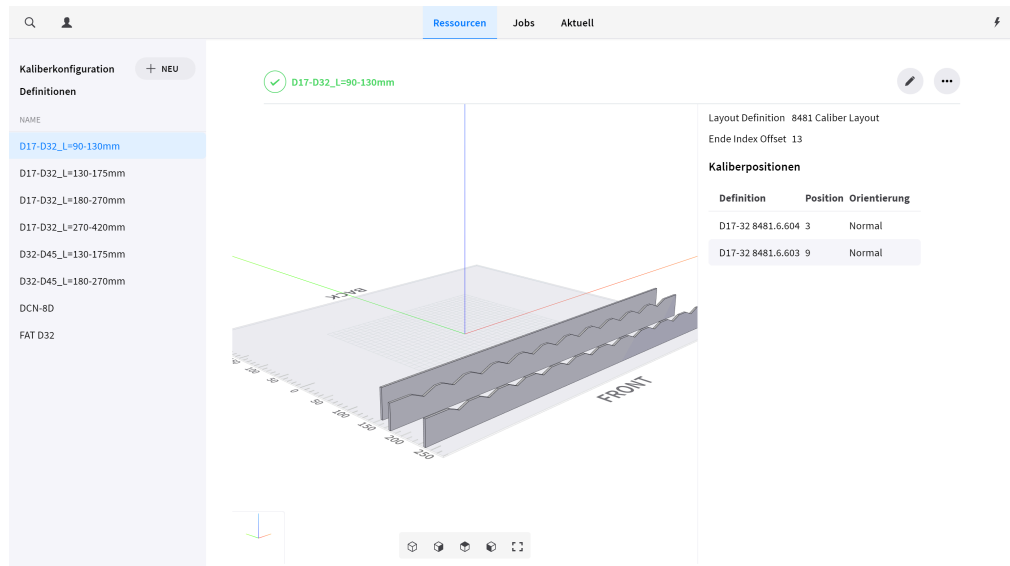 Ressourcen Jobs Aktuell
Kaliberkonfiguration
NEU
Definitionen
NAME
D17-D32_L=90-130mm
D17-D32_L=130-175mm
D17-D32_L=180-270mm
D17-D32_L=270-420mm
D32-D45_L=130-175mm
D32-D45_L=180-270mm
DCN-8D
FAT D32
D17-D32_L=90-130mm
BACK
100
50
0
50
100
150
200
250
FRONT
Layout Definition 8481 Caliber Layout
Ende Index Offset 13
Kaliberpositionen
Definition Position Orientierung
D17-32 8481.6.604 3 Normal
D17-32 8481.6.603 9 Normal